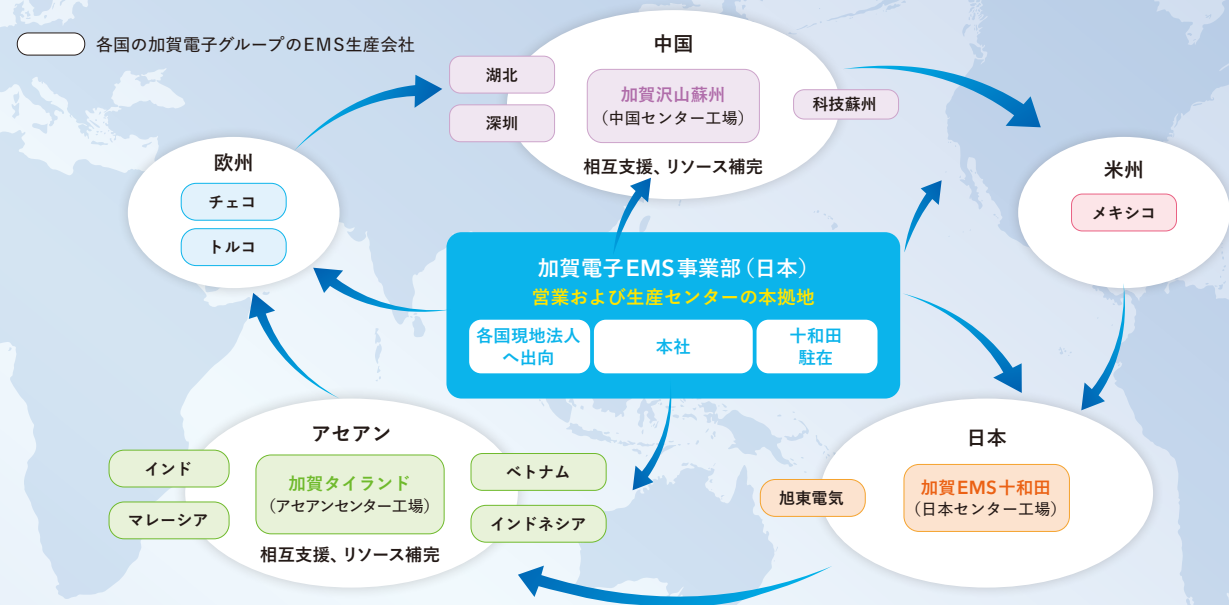 各国の加賀電子グループのEMS生産会社
中国
湖北
深圳
加賀沢山蘇州
(中国センター工場)
科技蘇州
相互支援、リソース補完
欧州
チェコ
トルコ
米州
メキシコ
加賀電子EMS事業部(日本)
営業および生産センターの本拠地
各国現地法人
へ出向
本社
十和田
駐在
アセアン
インド
マレーシア
加賀タイランド
(アセアンセンター工場)
ベトナム
インドネシア
相互支援、リソース補完
日本
旭東電気
加賀EMS十和田
(日本センター工場)